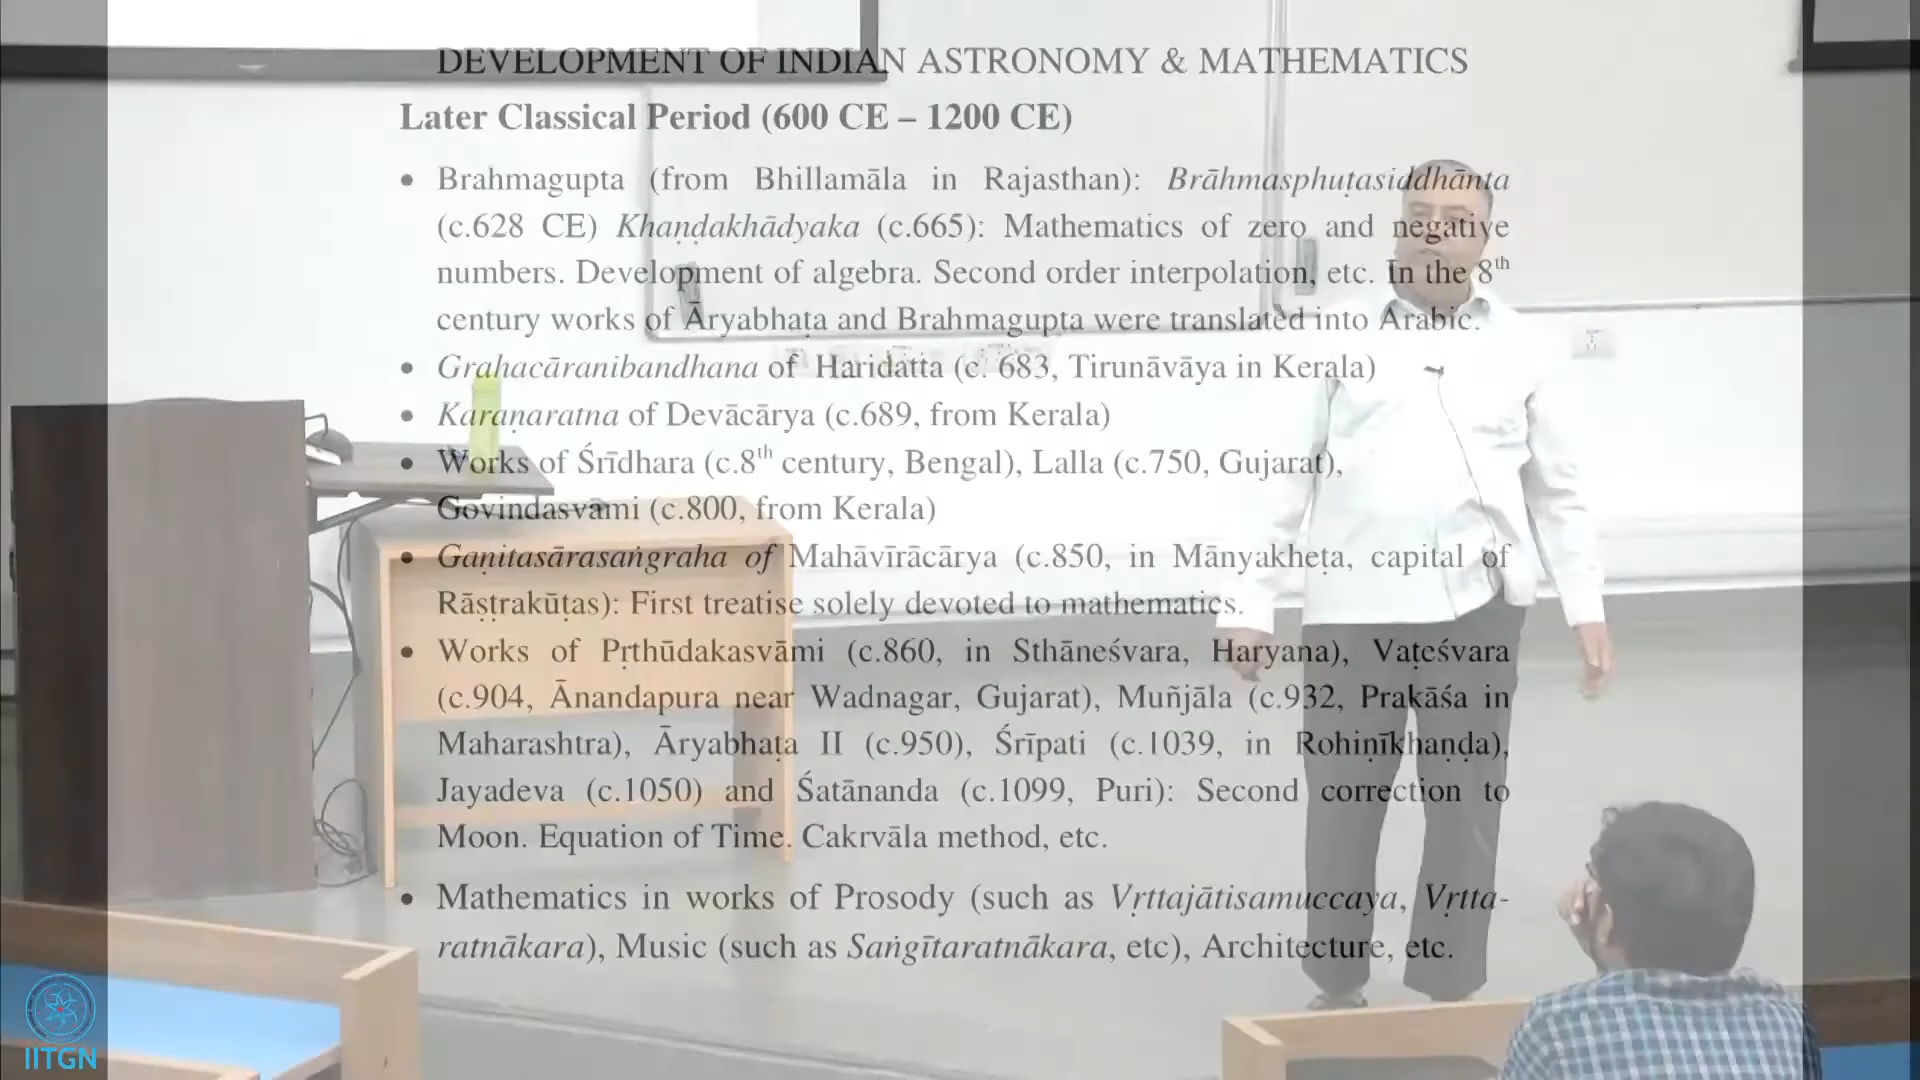 DEVELOPMENT OF INDIAN ASTRONOMY & MATHEMATICS
Later Classical Period (600 CE – 1200 CE)
• Brahmagupta (from Bhillamāla in Rajasthan): Brāhmasphuṭasiddhānta
(c.628 CE) Khaṇḍakhādyaka (c.665): Mathematics of zero and negative
numbers. Development of algebra. Second order interpolation, etc. In the 8th
century works of Āryabhaṭa and Brahmagupta were translated into Arabic.
• Grahacāranibandhana of Haridatta (c. 683, Tirunāvāya in Kerala)
• Karaṇaratna of Devācārya (c.689, from Kerala)
• Works of Śrīdhara (c.8th century, Bengal), Lalla (c.750, Gujarat),
Govindasvāmi (c.800, from Kerala)
• Gaṇitasārasaṅgraha of Mahāvīrācārya (c.850, in Mānyakheṭa, capital of
Rāṣṭrakūṭas): First treatise solely devoted to mathematics.
• Works of Pṛthūdakasvāmi (c.860, in Sthāneśvara, Haryana), Vaṭeśvara
(c.904, Ānandapura near Wadnagar, Gujarat), Muñjāla (c.932, Prakāśa in
Maharashtra), Āryabhaṭa II (c.950), Śrīpati (c.1039, in Rohiṇīkhaṇḍa),
Jayadeva (c.1050) and Śatānanda (c.1099, Puri): Second correction to
Moon. Equation of Time. Cakrvāla method, etc.
• Mathematics in works of Prosody (such as Vṛttajātisamuccaya, Vṛtta-
ratnākara), Music (such as Saṅgītaratnākara, etc), Architecture, etc.
IITGN